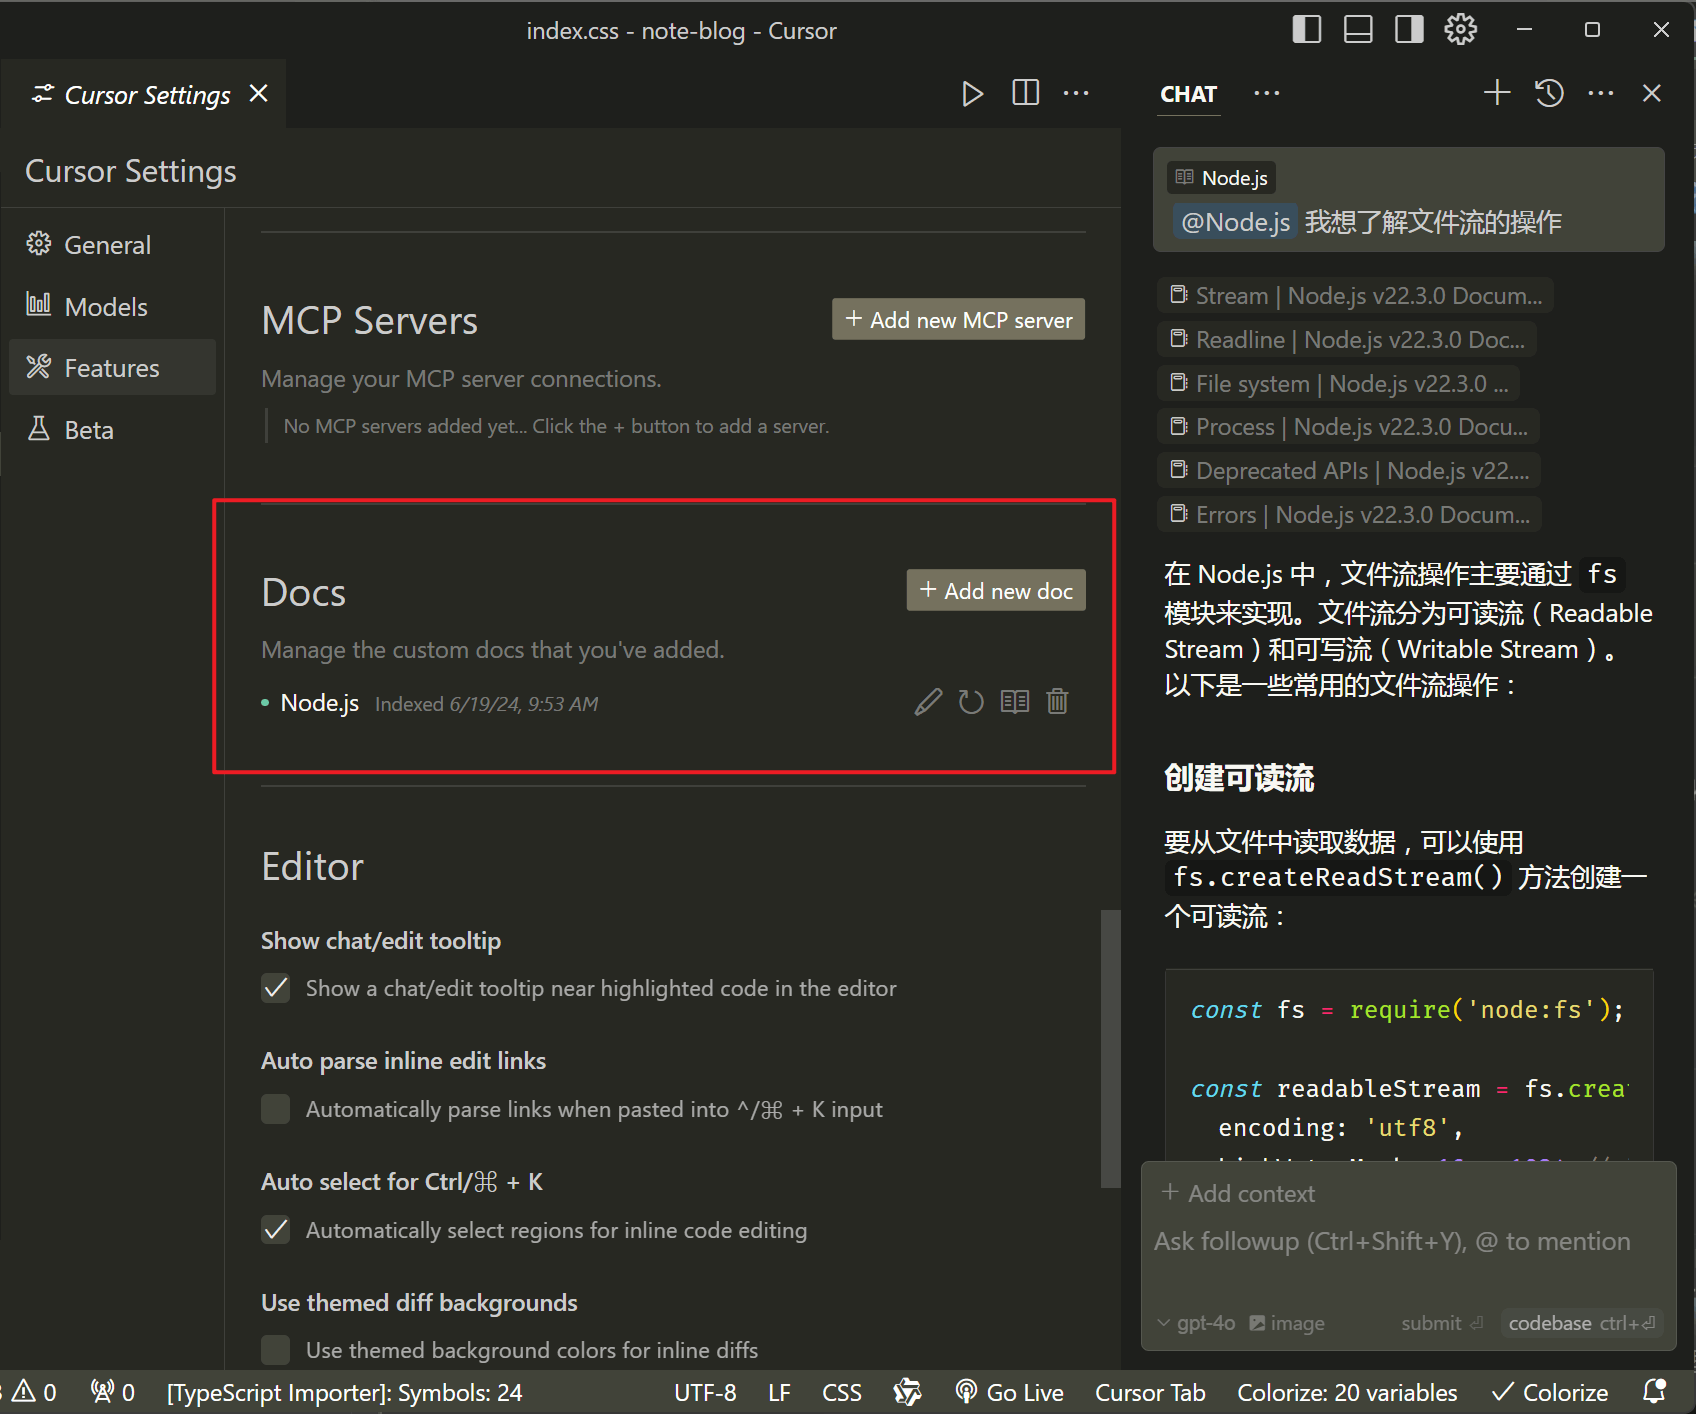 index.css - note-blog - Cursor
Cursor Settings
CHAT
Cursor Settings
General
Models
Features
Beta
MCP Servers
Add new MCP server
Manage your MCP server connections.
No MCP servers added yet... Click the + button to add a server.
Docs
Add new doc
Manage the custom docs that you've added.
Node.js Indexed 6/19/24, 9:53 AM
Editor
Show chat/edit tooltip
Show a chat/edit tooltip near highlighted code in the editor
Auto parse inline edit links
Automatically parse links when pasted into ^/⌘ + K input
Auto select for Ctrl/⌘ + K
Automatically select regions for inline code editing
Use themed diff backgrounds
Use themed background colors for inline diffs
Node.js
@Node.js 我想了解文件流的操作
Stream | Node.js v22.3.0 Docum...
Readline | Node.js v22.3.0 Doc...
File system | Node.js v22.3.0 ...
Process | Node.js v22.3.0 Docu...
Deprecated APIs | Node.js v22....
Errors | Node.js v22.3.0 Docum...
在 Node.js 中，文件流操作主要通过 fs
模块来实现。文件流分为可读流（Readable
Stream）和可写流（Writable Stream）。
以下是一些常用的文件流操作：
创建可读流
要从文件中读取数据，可以使用
fs.createReadStream() 方法创建一
个可读流：
const fs = require('node:fs');
const readableStream = fs.crea
encoding: 'utf8',
+ Add context
Ask followup (Ctrl+Shift+Y), @ to mention
gpt-4o image submit ⏎ codebase ctrl+⏎
0 0 [TypeScript Importer]: Symbols: 24 UTF-8 LF CSS Go Live Cursor Tab Colorize: 20 variables Colorize